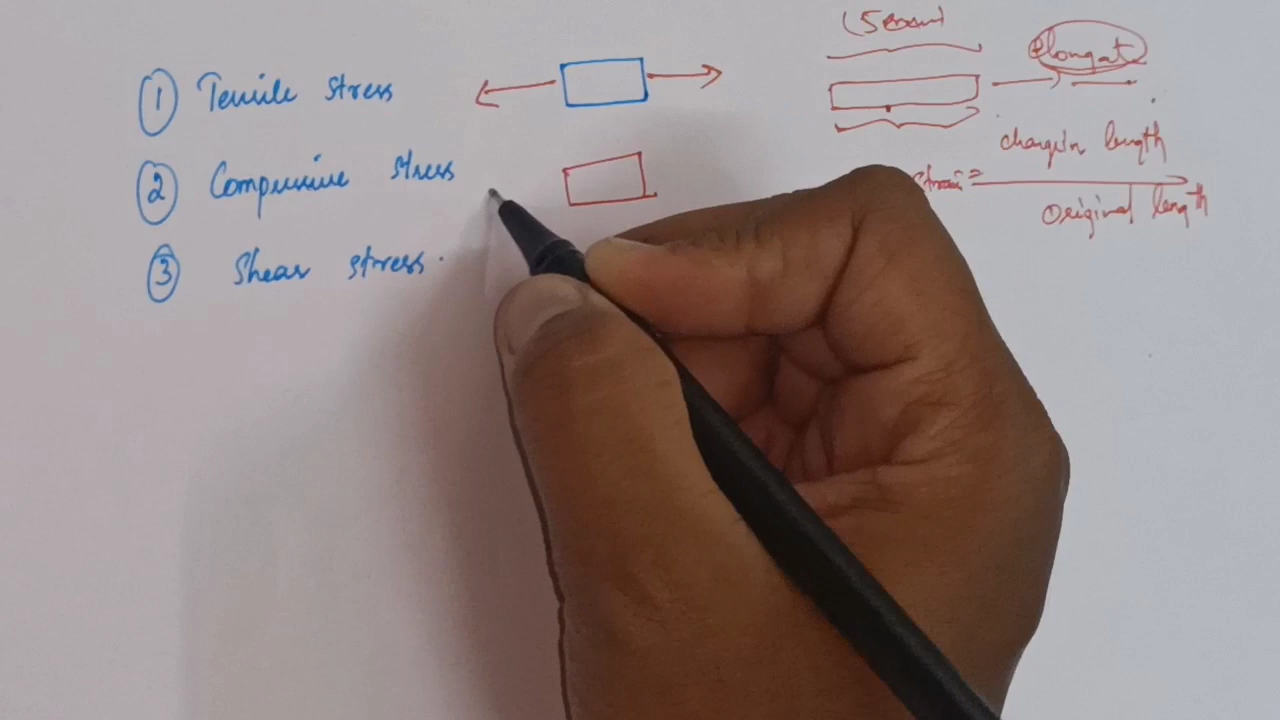 ① Tensile stress
② Compressive stress
③ Shear stress.
elongat
change in length
strain =
Original length